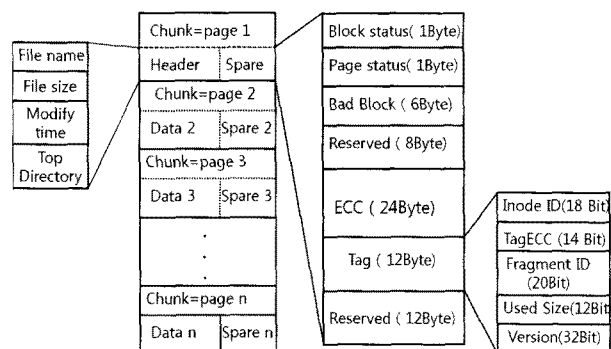 File name
File size
Modify
time
Top
Directory
Chunk=page 1
Header Spare
Chunk=page 2
Data 2 Spare 2
Chunk=page 3
Data 3 Spare 3
.
.
.
Chunk=page n
Data n Spare n
Block status( 1Byte)
Page status(1Byte)
Bad Block ( 6Byte)
Reserved ( 8Byte)
ECC ( 24Byte)
Tag ( 12Byte)
Reserved ( 12Byte)
Inode ID(18 Bit)
TagECC (14 Bit)
Fragment ID
(20Bit)
Used Size(12Bit
Version(32Bit)